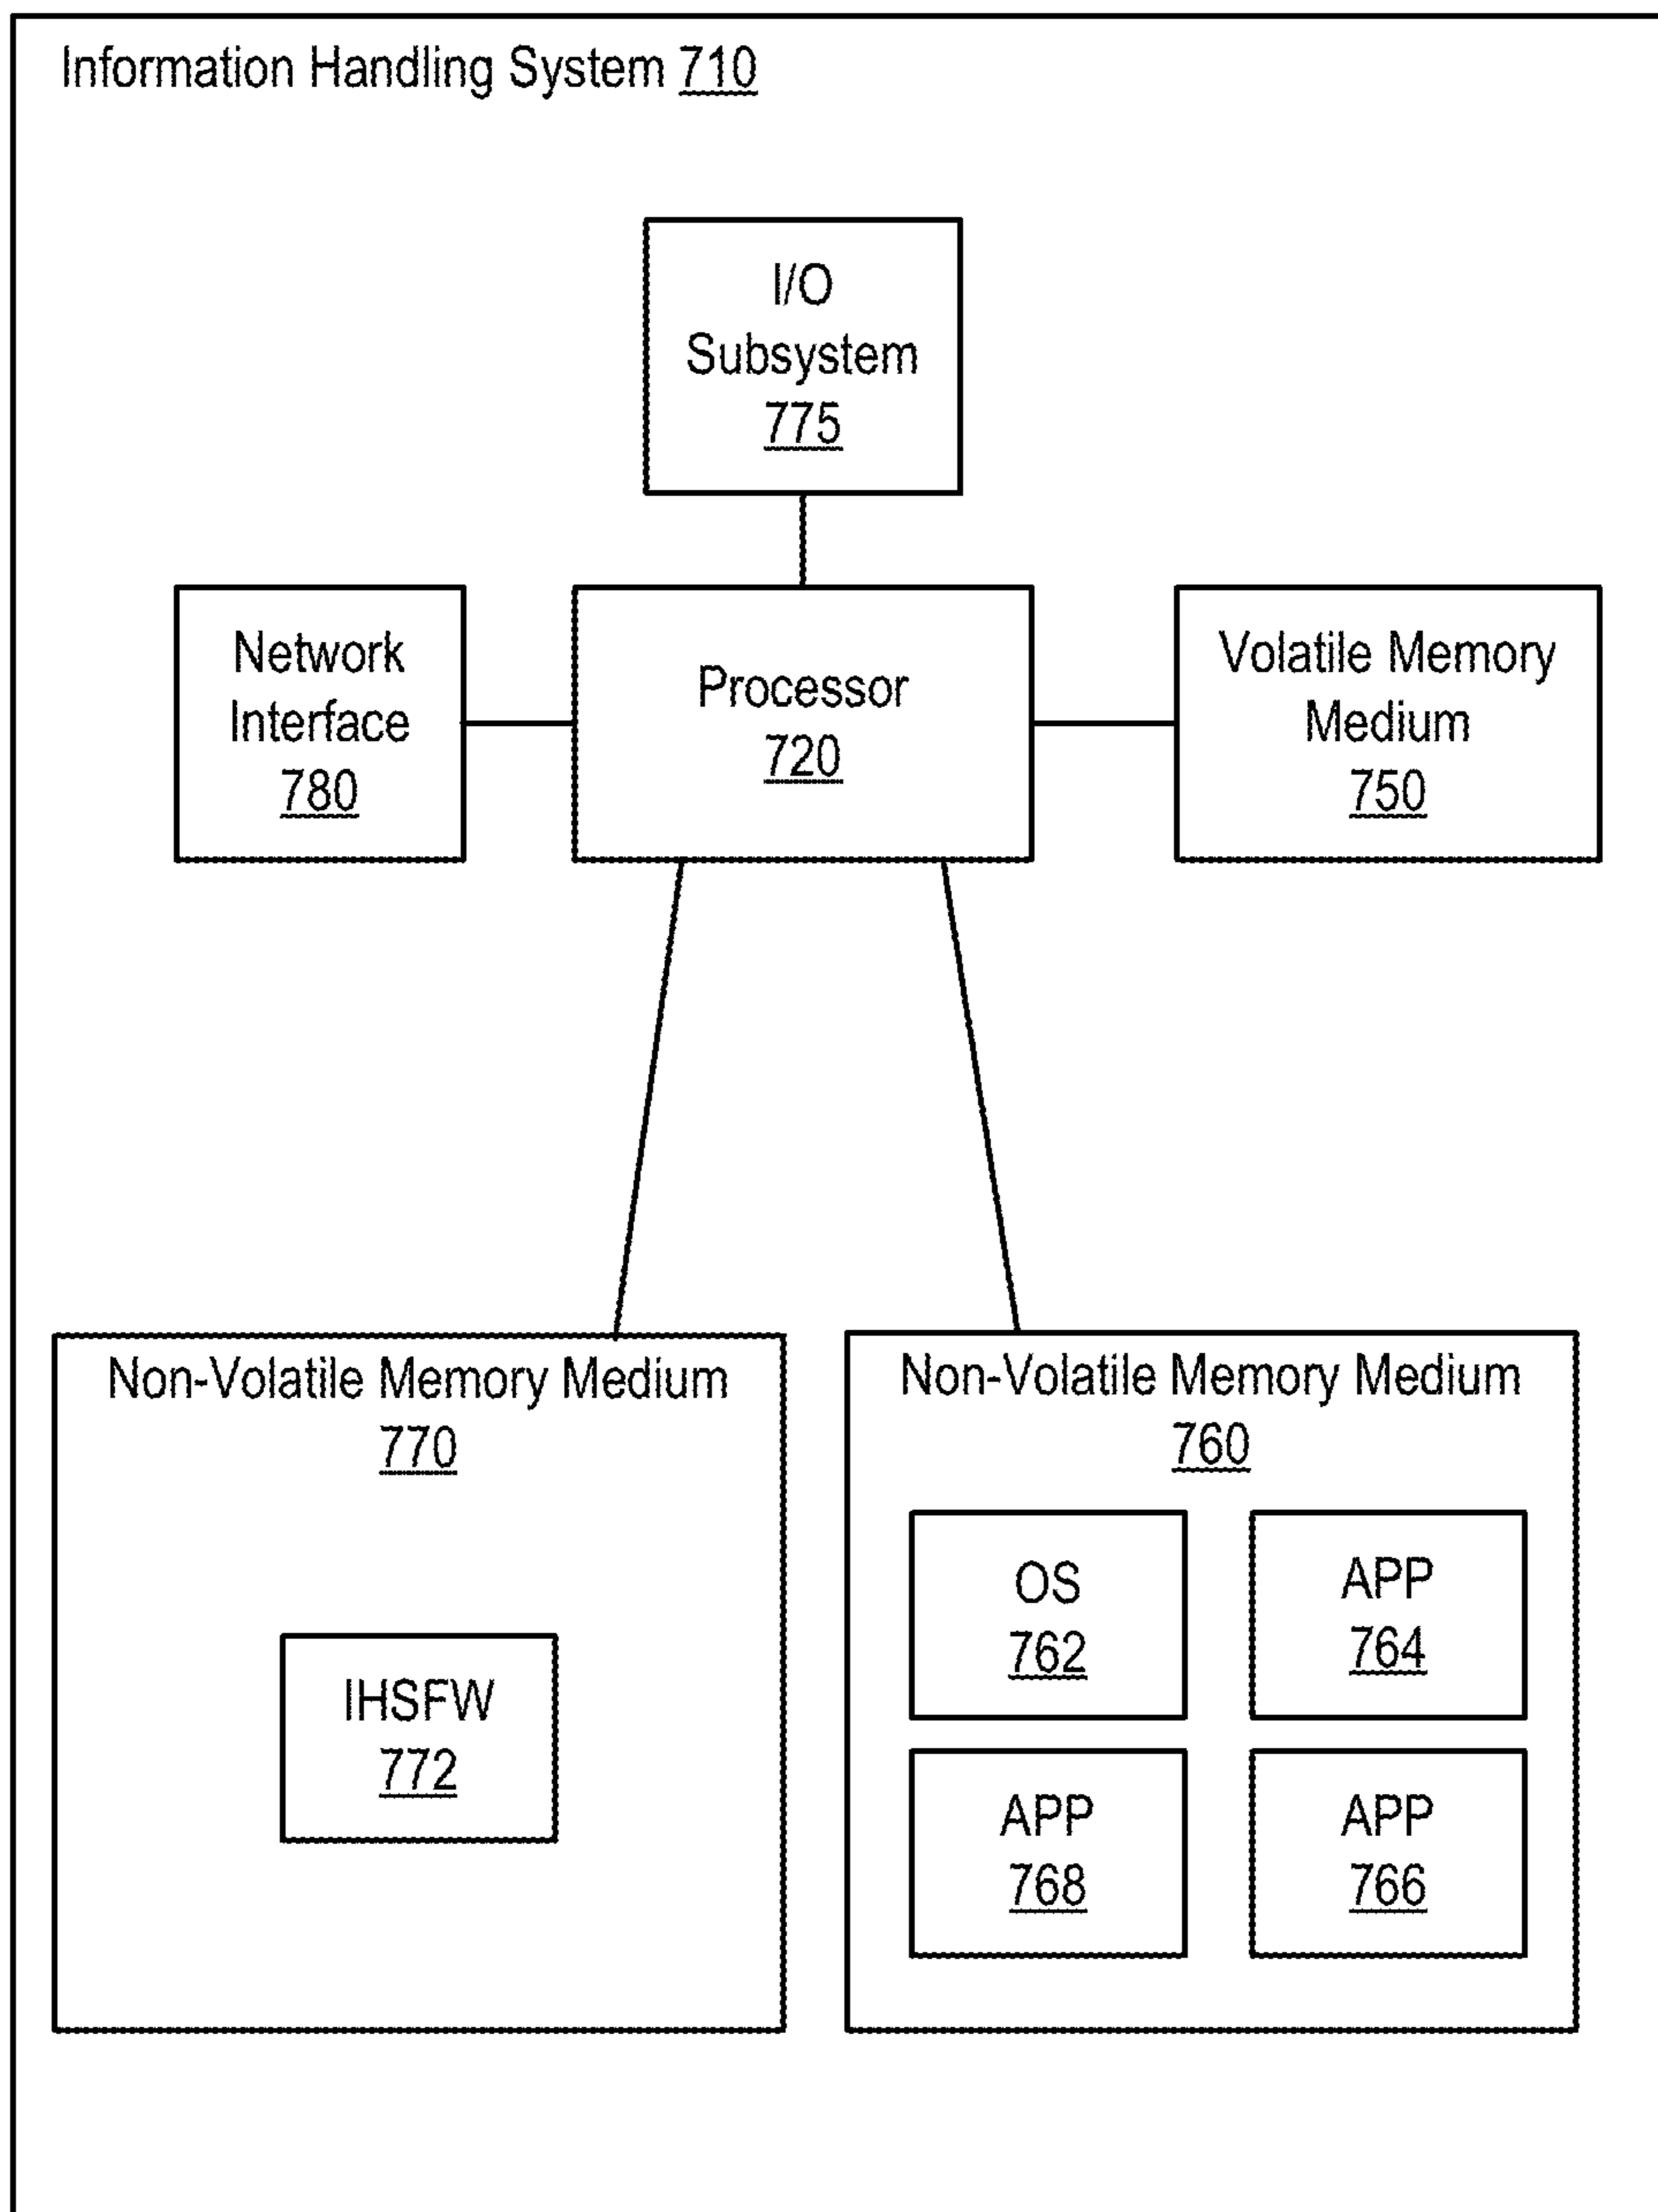 Information Handling System 710
I/O
Subsystem
775
Network
Interface
780
Processor
720
Volatile Memory
Medium
750
Non-Volatile Memory Medium
770
IHSFW
772
Non-Volatile Memory Medium
760
OS
762
APP
764
APP
768
APP
766